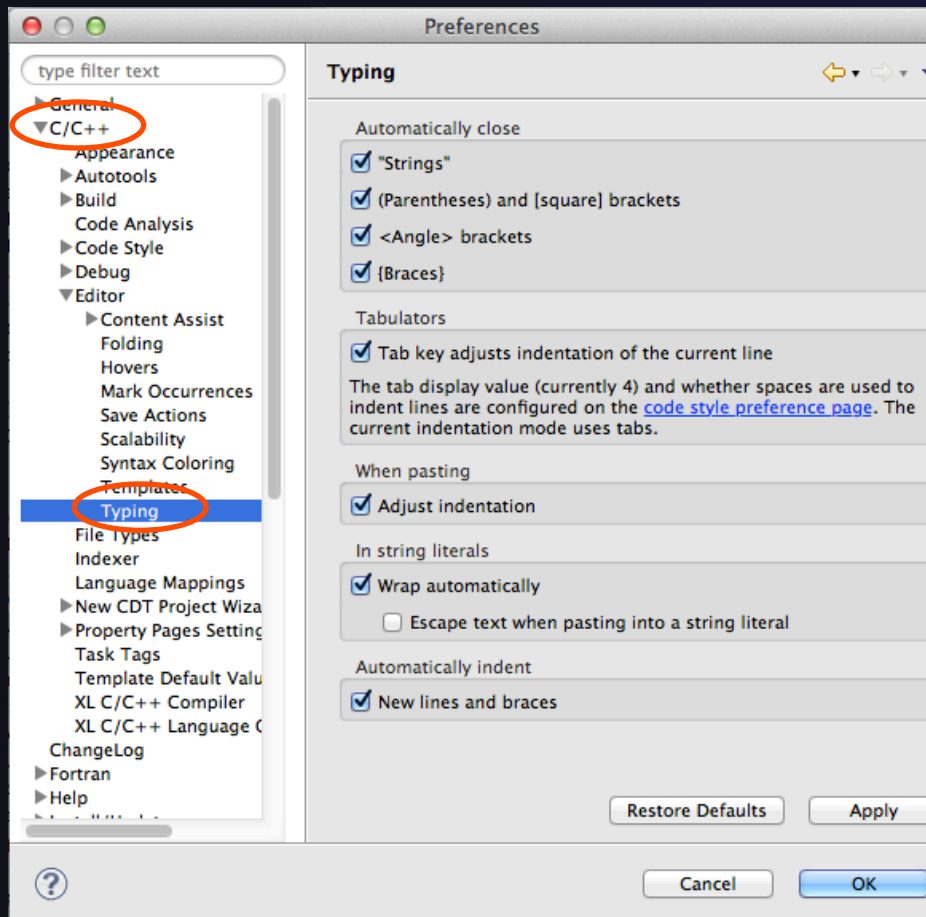 Preferences
type filter text
General
C/C++
Appearance
Autotools
Build
Code Analysis
Code Style
Debug
Editor
Content Assist
Folding
Hovers
Mark Occurrences
Save Actions
Scalability
Syntax Coloring
Templates
Typing
File Types
Indexer
Language Mappings
New CDT Project Wiza
Property Pages Setting
Task Tags
Template Default Valu
XL C/C++ Compiler
XL C/C++ Language
ChangeLog
Fortran
Help
Typing
Automatically close
"Strings"
(Parentheses) and [square] brackets
<Angle> brackets
{Braces}
Tabulators
Tab key adjusts indentation of the current line
The tab display value (currently 4) and whether spaces are used to
indent lines are configured on the code style preference page. The
current indentation mode uses tabs.
When pasting
Adjust indentation
In string literals
Wrap automatically
Escape text when pasting into a string literal
Automatically indent
New lines and braces
Restore Defaults
Apply
?
Cancel
OK